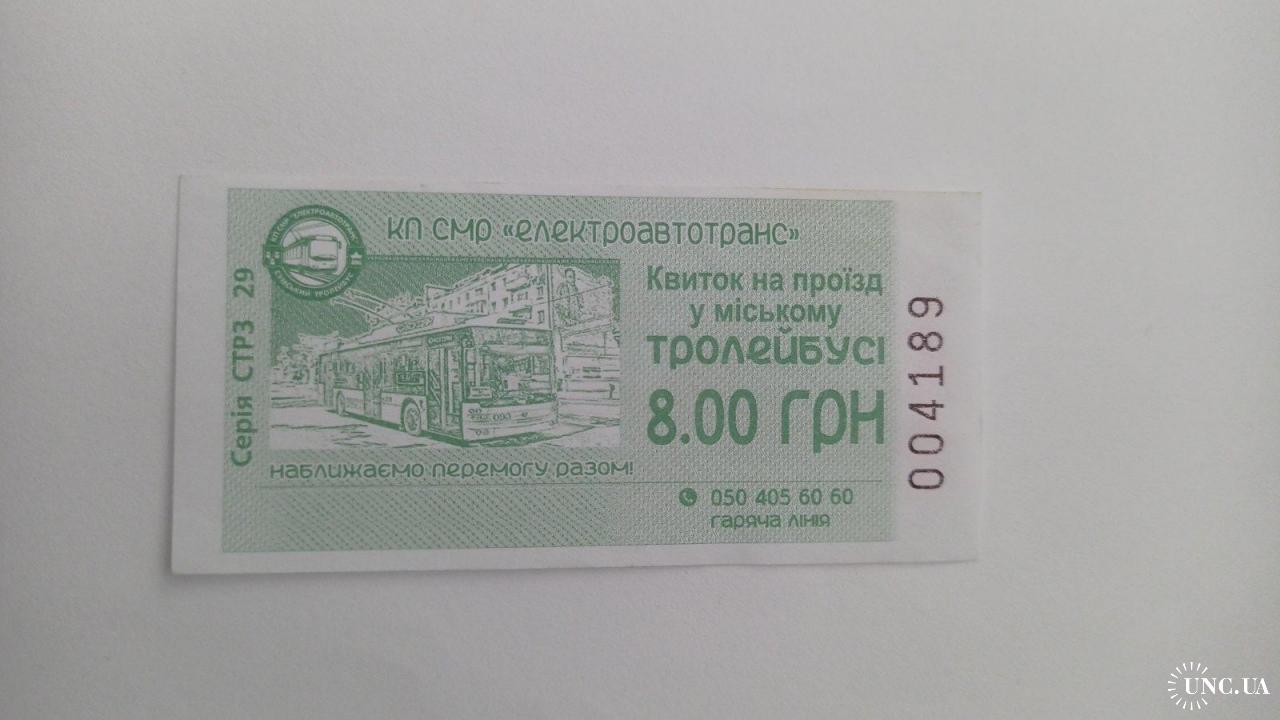 КП СМР «ЕЛЕКТРОАВТОТРАНС»
Серія СТРЗ 29
Квиток на проїзд
у міському
ТРОЛЕЙБУСІ
8.00 ГРН
НАБЛИЖАЄМО ПЕРЕМОГУ РАЗОМ!
050 405 60 60
ГАРЯЧА ЛІНІЯ
004189
UNC.UA